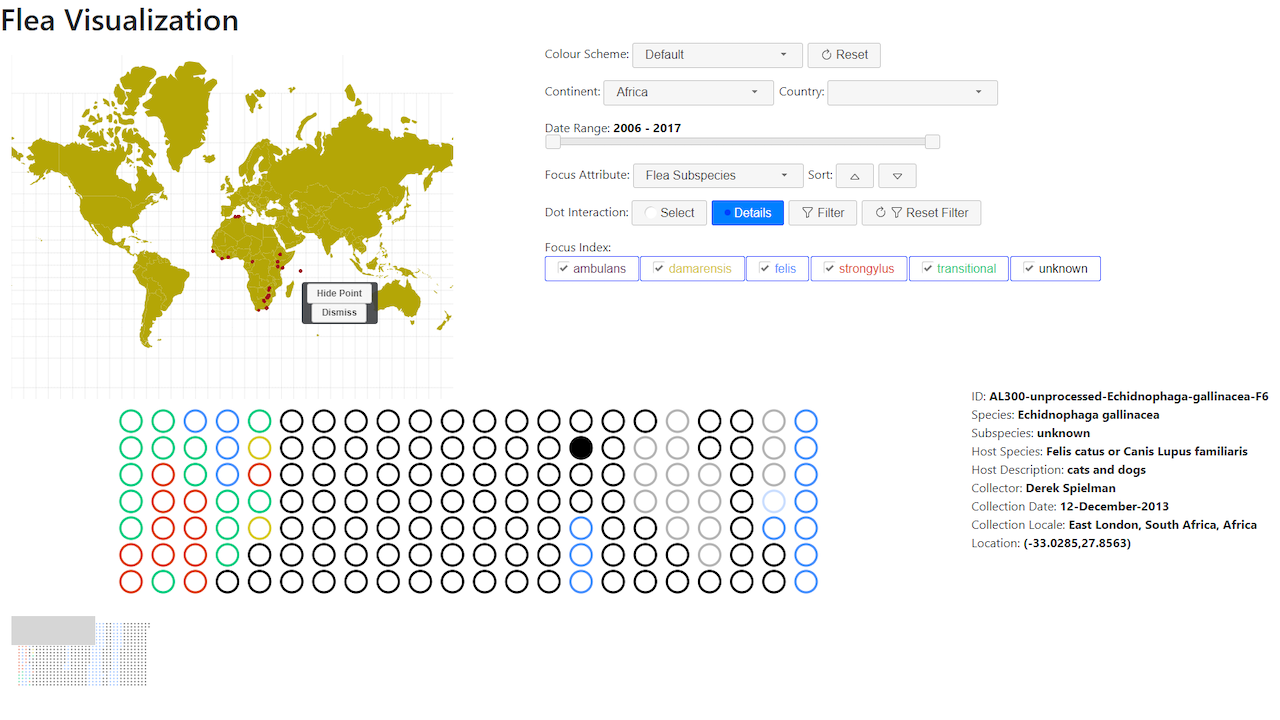 Flea Visualization
Colour Scheme: Default Reset
Continent: Africa Country:
Date Range: 2006 - 2017
Focus Attribute: Flea Subspecies Sort:
Dot Interaction: Select Details Filter Reset Filter
Focus Index:
ambulans damarensis felis strongylus transitional unknown
Hide Point
Dismiss
ID: AL300-unprocessed-Echidnophaga-gallinacea-F6
Species: Echidnophaga gallinacea
Subspecies: unknown
Host Species: Felis catus or Canis Lupus familiaris
Host Description: cats and dogs
Collector: Derek Spielman
Collection Date: 12-December-2013
Collection Locale: East London, South Africa, Africa
Location: (-33.0285,27.8563)